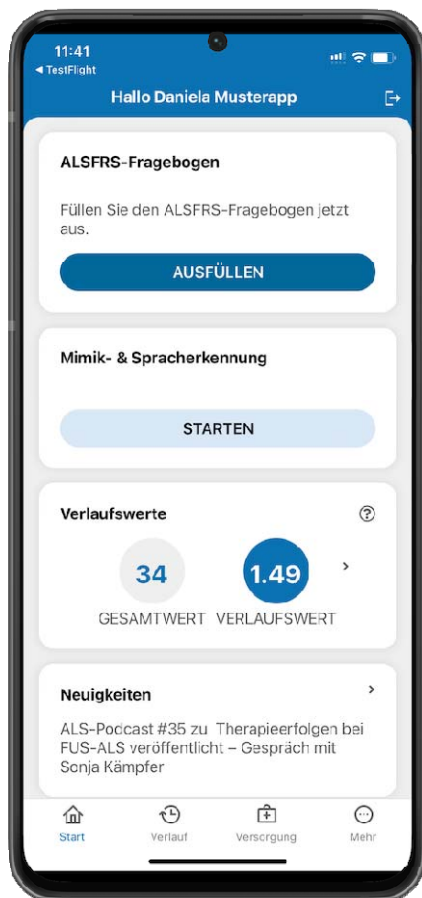 11:41
◀ TestFlight
Hallo Daniela Musterapp
ALSFRS-Fragebogen
Füllen Sie den ALSFRS-Fragebogen jetzt
aus.
AUSFÜLLEN
Mimik- & Spracherkennung
STARTEN
Verlaufswerte
34
1.49
GESAMTWERT VERLAUFSWERT
Neuigkeiten
ALS-Podcast #35 zu Therapieerfolgen bei
FUS-ALS veröffentlicht – Gespräch mit
Sonja Kämpfer
Start Verlauf Versorgung Mehr